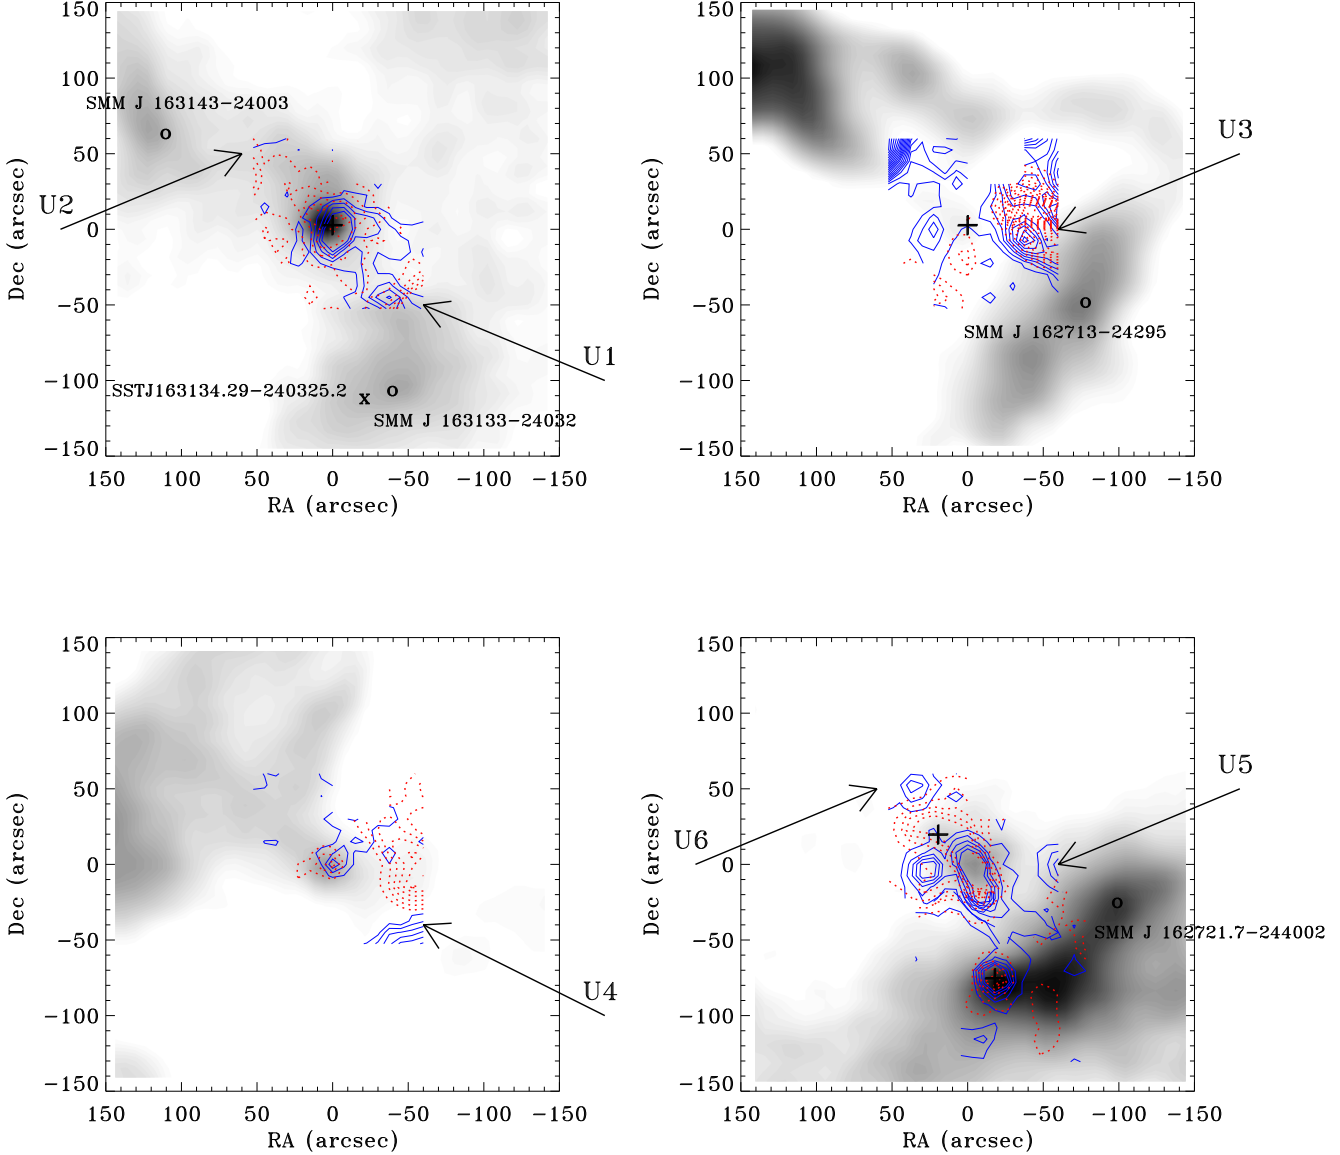 150
100
50
0
−50
−100
−150
Dec (arcsec)
SMM J 163143−24003
U2
U1
SSTJ163134.29−240325.2
x
o
o
SMM J 163133−24032
150 100 50 0 −50 −100 −150
RA (arcsec)
150
100
50
0
−50
−100
−150
Dec (arcsec)
U3
o
SMM J 162713−24295
150 100 50 0 −50 −100 −150
RA (arcsec)
150
100
50
0
−50
−100
−150
Dec (arcsec)
U4
150 100 50 0 −50 −100 −150
RA (arcsec)
150
100
50
0
−50
−100
−150
Dec (arcsec)
U5
U6
o
SMM J 162721.7−244002
150 100 50 0 −50 −100 −150
RA (arcsec)